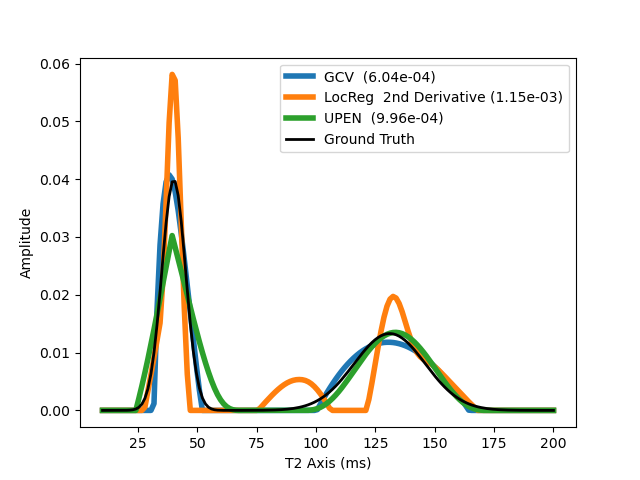 GCV  (6.04e-04)
LocReg  2nd Derivative (1.15e-03)
UPEN  (9.96e-04)
Ground Truth
0.06
0.05
0.04
0.03
0.02
0.01
0.00
Amplitude
25 50 75 100 125 150 175 200
T2 Axis (ms)